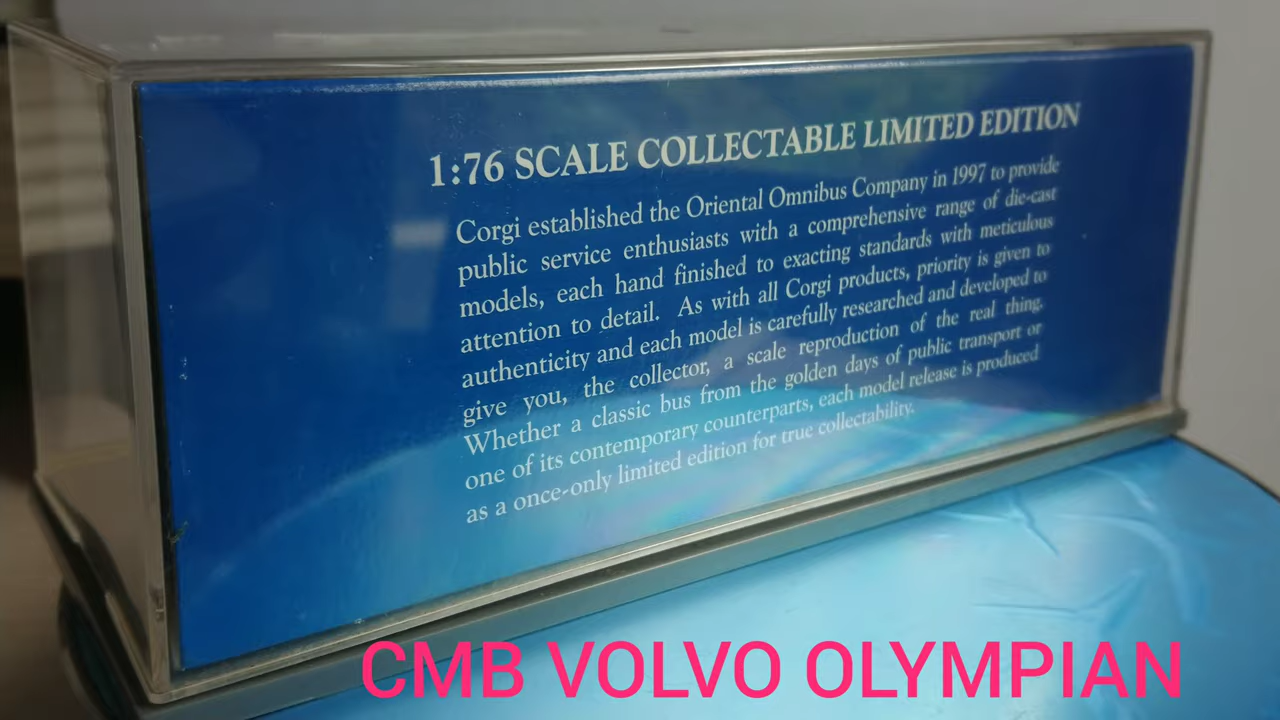 1:76 SCALE COLLECTABLE LIMITED EDITION
Corgi established the Oriental Omnibus Company in 1997 to provide
public service enthusiasts with a comprehensive range of die-cast
models, each hand finished to exacting standards with meticulous
attention to detail. As with all Corgi products, priority is given to
authenticity and each model is carefully researched and developed to
give you, the collector, a scale reproduction of the real thing.
Whether a classic bus from the golden days of public transport or
one of its contemporary counterparts, each model release is produced
as a once-only limited edition for true collectability.
CMB VOLVO OLYMPIAN